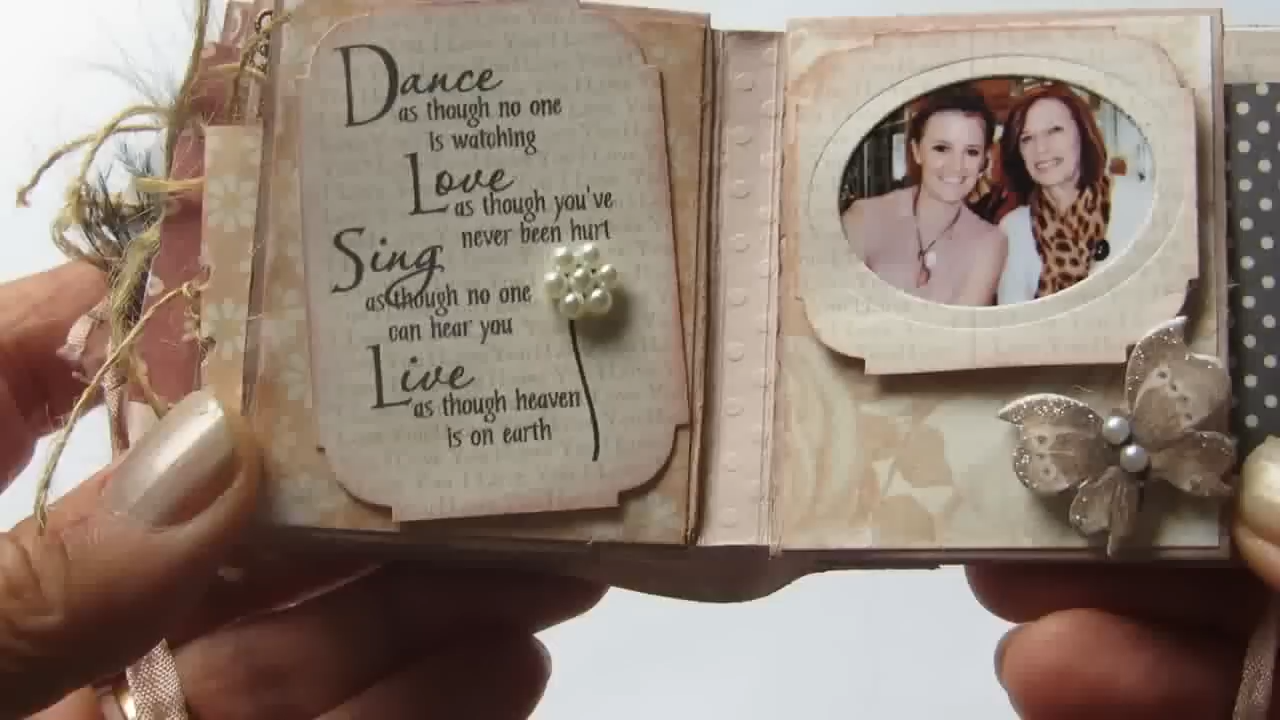 Dance
as though no one
is watching
Love
as though you've
never been hurt
Sing
as though no one
can hear you
Live
as though heaven
is on earth